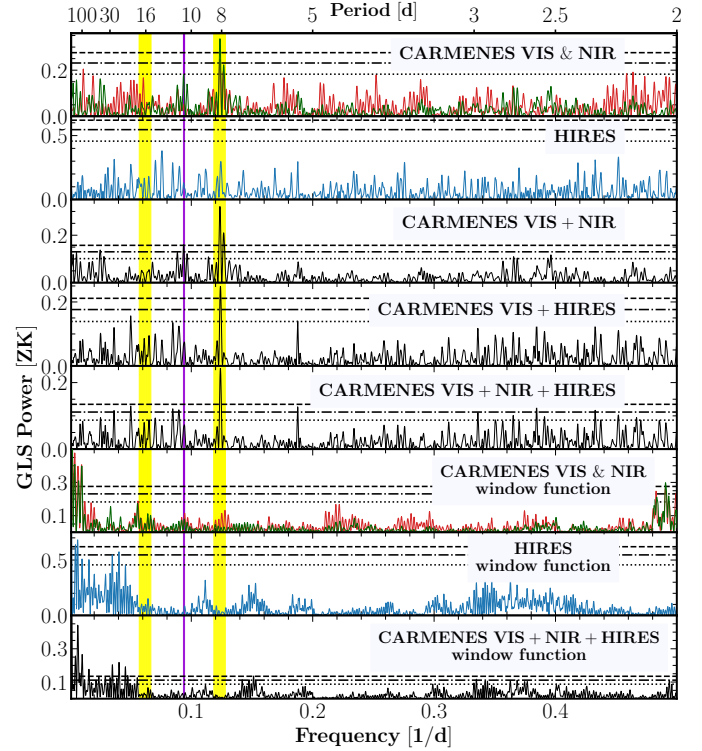 Period [d]
100 30 16 10 8 5 3 2.5 2
CARMENES VIS & NIR
0.2
0.0
HIRES
0.5
0.0
CARMENES VIS + NIR
0.2
0.0
CARMENES VIS + HIRES
0.2
0.0
CARMENES VIS + NIR + HIRES
0.2
0.0
CARMENES VIS & NIR
window function
0.3
0.1
HIRES
window function
0.5
0.0
CARMENES VIS + NIR + HIRES
window function
0.3
0.1
GLS Power [ZK]
0.1 0.2 0.3 0.4
Frequency [1/d]